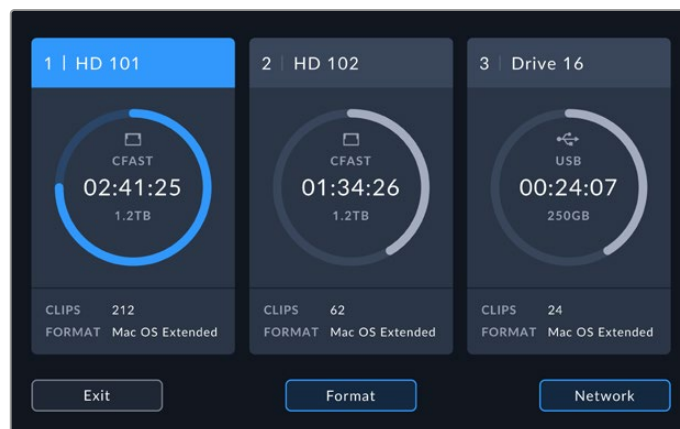 1 | HD 101
CFAST
02:41:25
1.2TB
CLIPS 212
FORMAT Mac OS Extended
2 | HD 102
CFAST
01:34:26
1.2TB
CLIPS 62
FORMAT Mac OS Extended
3 | Drive 16
USB
00:24:07
250GB
CLIPS 24
FORMAT Mac OS Extended
Exit
Format
Network